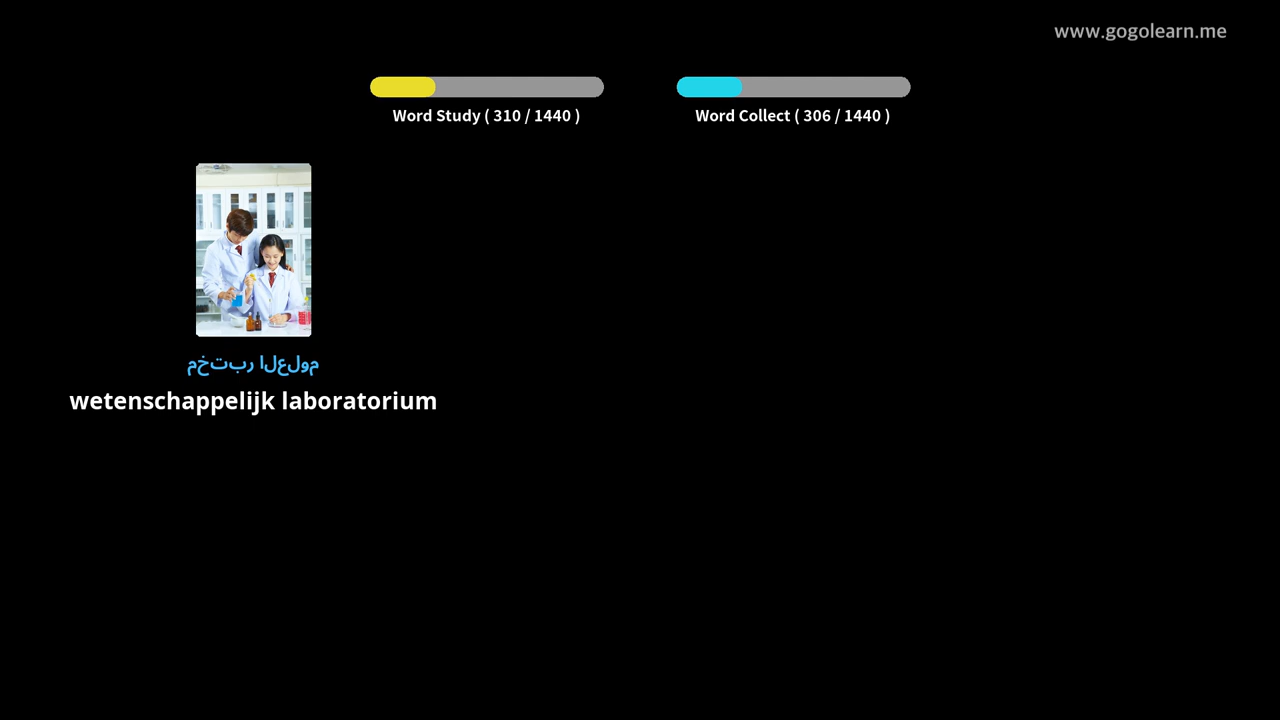 www.gogolearn.me
Word Study ( 310 / 1440 )
Word Collect ( 306 / 1440 )
مختبر العلوم
wetenschappelijk laboratorium